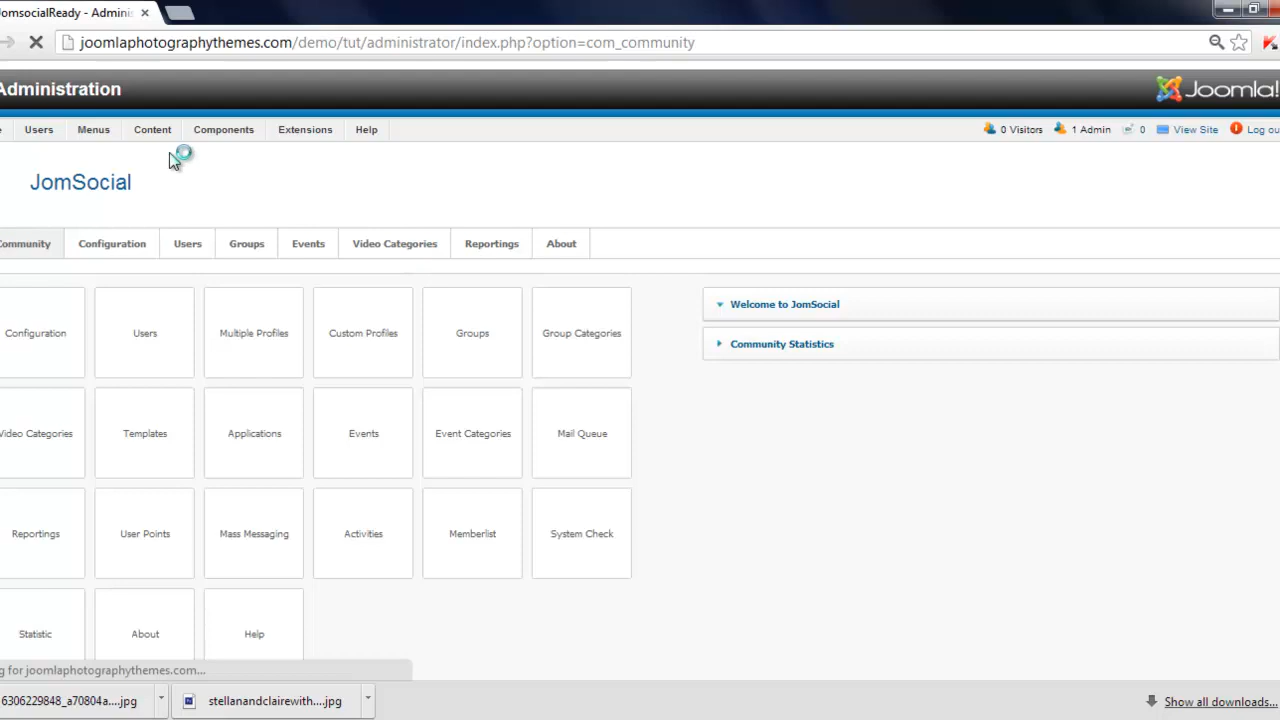 JomsocialReady - Adminis
joomlaphotographythemes.com/demo/tut/administrator/index.php?option=com_community
Administration
Joomla!
Users Menus Content Components Extensions Help
0 Visitors 1 Admin 0 View Site Log ou
JomSocial
Community Configuration Users Groups Events Video Categories Reportings About
Configuration Users Multiple Profiles Custom Profiles Groups Group Categories
Welcome to JomSocial
Community Statistics
Video Categories Templates Applications Events Event Categories Mail Queue
Reportings User Points Mass Messaging Activities Memberlist System Check
Statistic About Help
g for joomlaphotographythemes.com...
6306229848_a70804a....jpg stellanandclairewith....jpg Show all downloads...